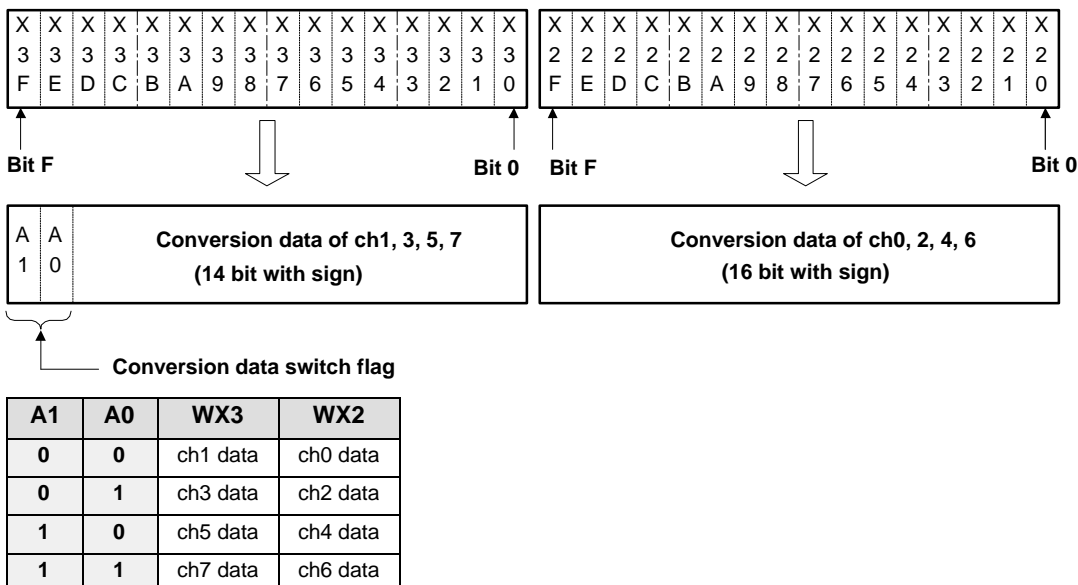 X X X X X X X X X X X X X X X X X X X X X X X X X X X X X X X X
3 3 3 3 3 3 3 3 3 3 3 3 3 3 3 3 2 2 2 2 2 2 2 2 2 2 2 2 2 2 2 2
F E D C B A 9 8 7 6 5 4 3 2 1 0 F E D C B A 9 8 7 6 5 4 3 2 1 0
Bit F Bit 0 Bit F Bit 0
A A Conversion data of ch1, 3, 5, 7 Conversion data of ch0, 2, 4, 6
1 0 (14 bit with sign) (16 bit with sign)
Conversion data switch flag
A1 A0 WX3 WX2
0 0 ch1 data ch0 data
0 1 ch3 data ch2 data
1 0 ch5 data ch4 data
1 1 ch7 data ch6 data